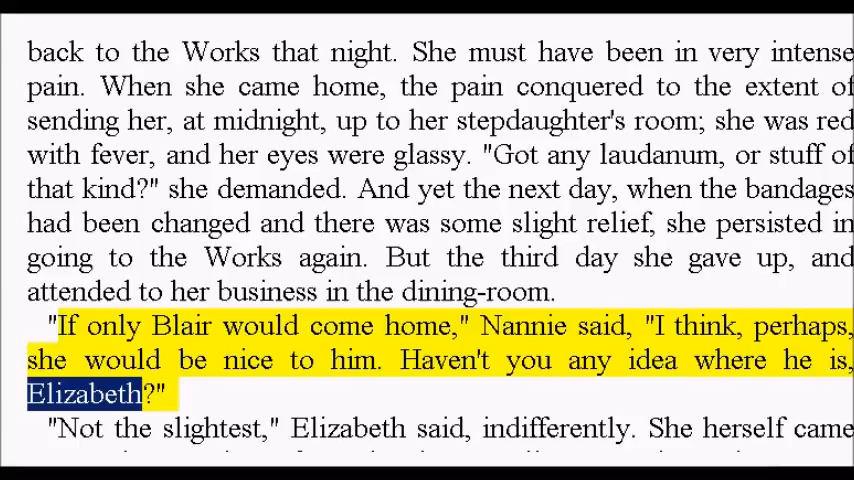 back to the Works that night. She must have been in very intense
pain. When she came home, the pain conquered to the extent of
sending her, at midnight, up to her stepdaughter's room; she was red
with fever, and her eyes were glassy. "Got any laudanum, or stuff of
that kind?" she demanded. And yet the next day, when the bandages
had been changed and there was some slight relief, she persisted in
going to the Works again. But the third day she gave up, and
attended to her business in the dining-room.
"If only Blair would come home," Nannie said, "I think, perhaps,
she would be nice to him. Haven't you any idea where he is,
Elizabeth?"
"Not the slightest," Elizabeth said, indifferently. She herself came